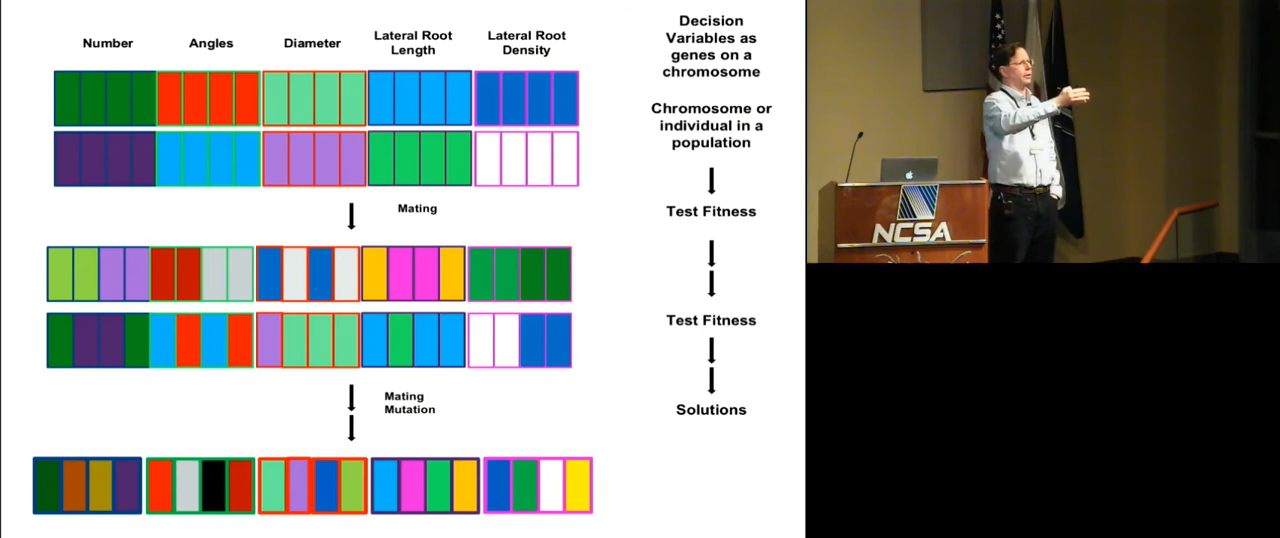 Number
Angles
Diameter
Lateral Root
Length
Lateral Root
Density
Mating
Mating
Mutation
Decision
Variables as
genes on a
chromosome
Chromosome or
individual in a
population
Test Fitness
Test Fitness
Solutions
NCSA